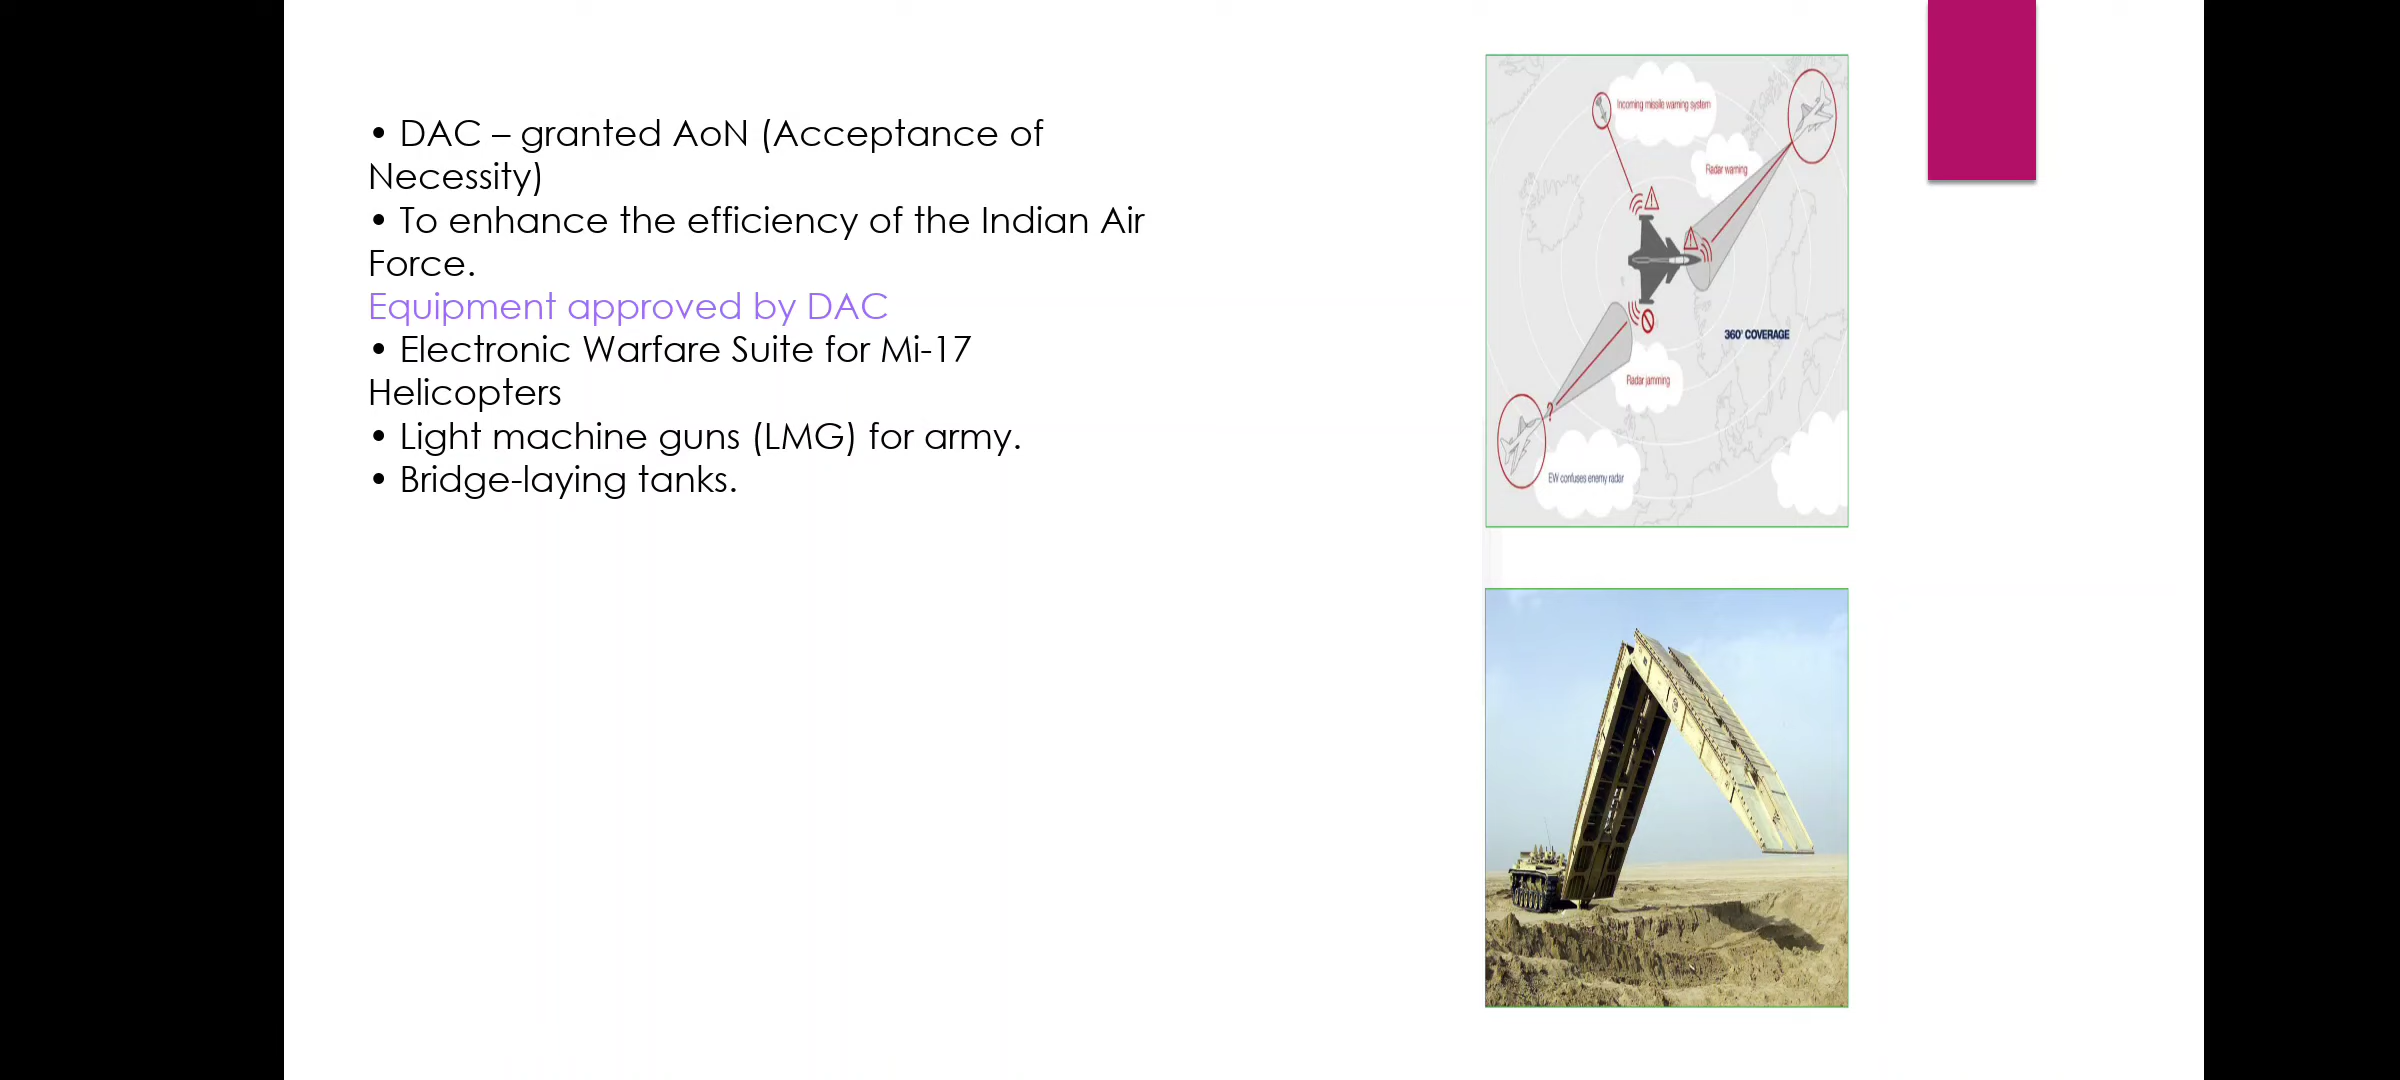 • DAC – granted AoN (Acceptance of
Necessity)
• To enhance the efficiency of the Indian Air
Force.
Equipment approved by DAC
• Electronic Warfare Suite for Mi-17
Helicopters
• Light machine guns (LMG) for army.
• Bridge-laying tanks.
Incoming missile warning system
Radar warning
360° COVERAGE
Radar jamming
?
EW confuses enemy radar